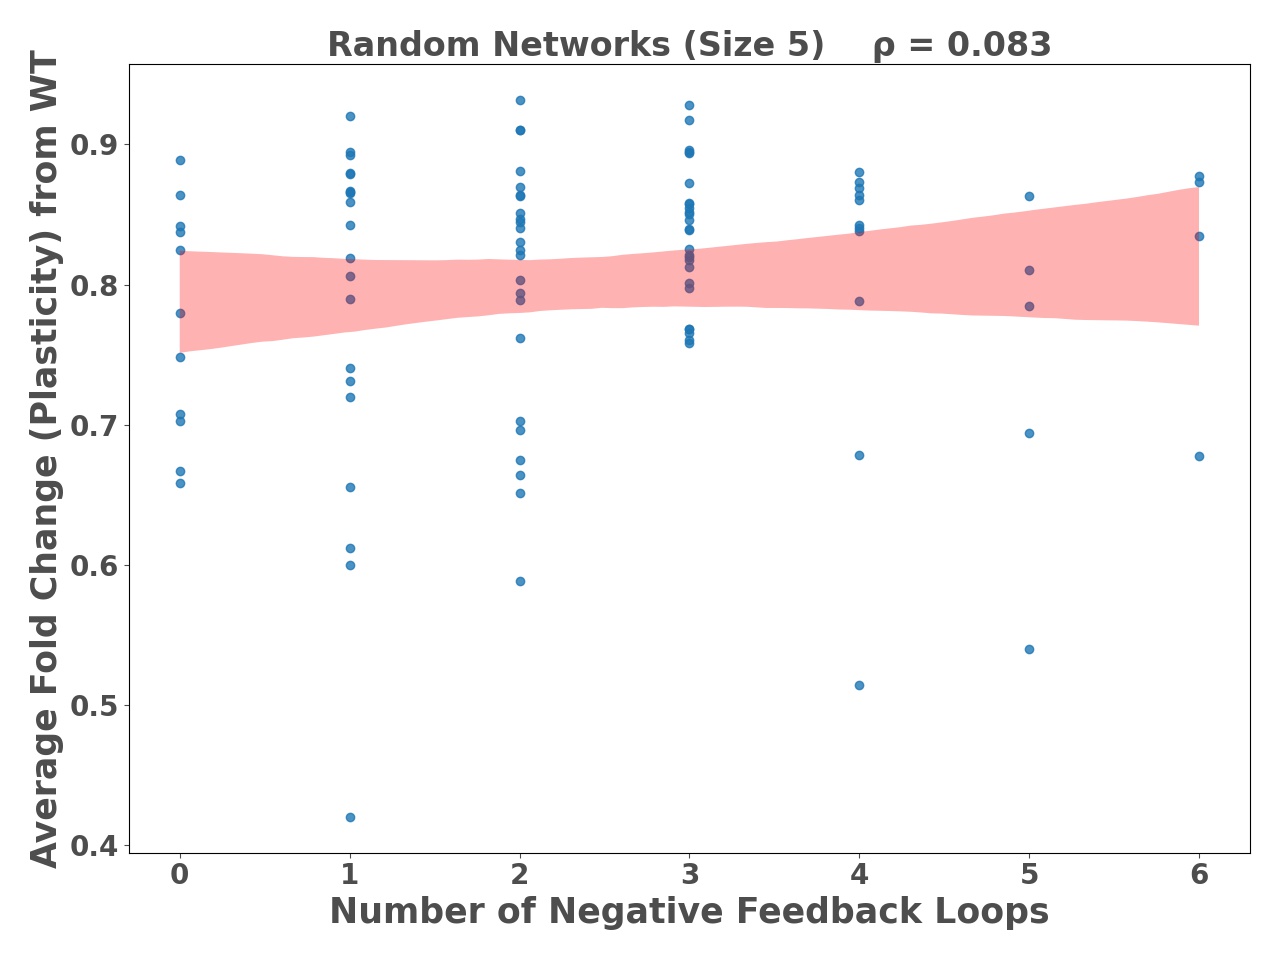 Random Networks (Size 5)    ρ = 0.083
Average Fold Change (Plasticity) from WT
0.9
0.8
0.7
0.6
0.5
0.4
0 1 2 3 4 5 6
Number of Negative Feedback Loops